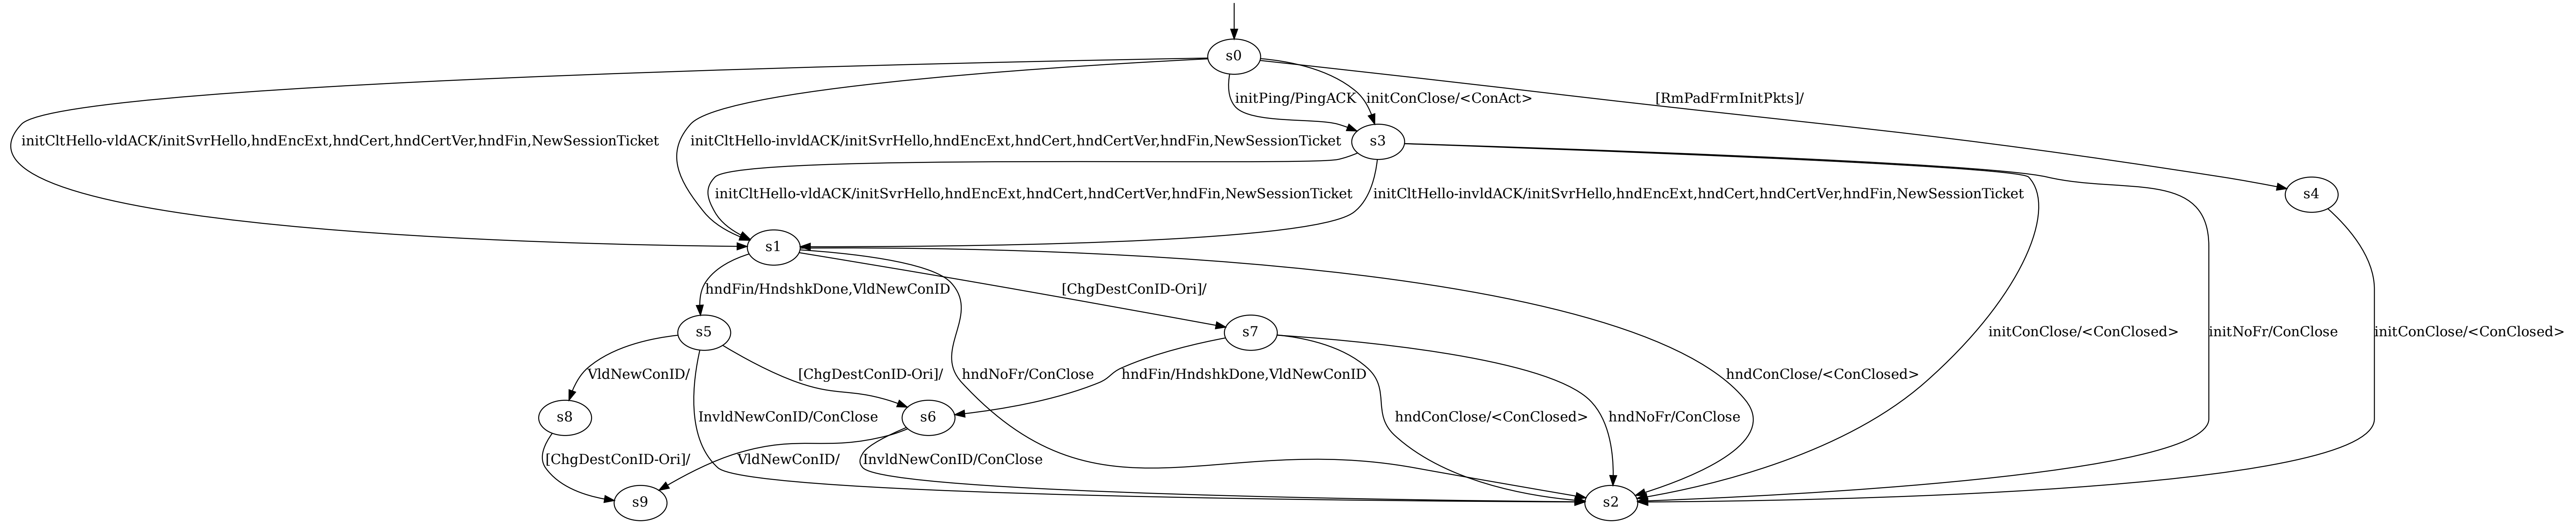 s0
initPing/PingACK
initConClose/<ConAct>
[RmPadFrmInitPkts]/
initCltHello-vldACK/initSvrHello,hndEncExt,hndCert,hndCertVer,hndFin,NewSessionTicket
initCltHello-invldACK/initSvrHello,hndEncExt,hndCert,hndCertVer,hndFin,NewSessionTicket
s3
initCltHello-vldACK/initSvrHello,hndEncExt,hndCert,hndCertVer,hndFin,NewSessionTicket
initCltHello-invldACK/initSvrHello,hndEncExt,hndCert,hndCertVer,hndFin,NewSessionTicket
s4
s1
hndFin/HndshkDone,VldNewConID
[ChgDestConID-Ori]/
s5
s7
initConClose/<ConClosed>
initNoFr/ConClose
initConClose/<ConClosed>
VldNewConID/
[ChgDestConID-Ori]/
hndNoFr/ConClose
hndFin/HndshkDone,VldNewConID
hndConClose/<ConClosed>
s8
InvldNewConID/ConClose
s6
hndConClose/<ConClosed>
hndNoFr/ConClose
[ChgDestConID-Ori]/
VldNewConID/
InvldNewConID/ConClose
s9
s2